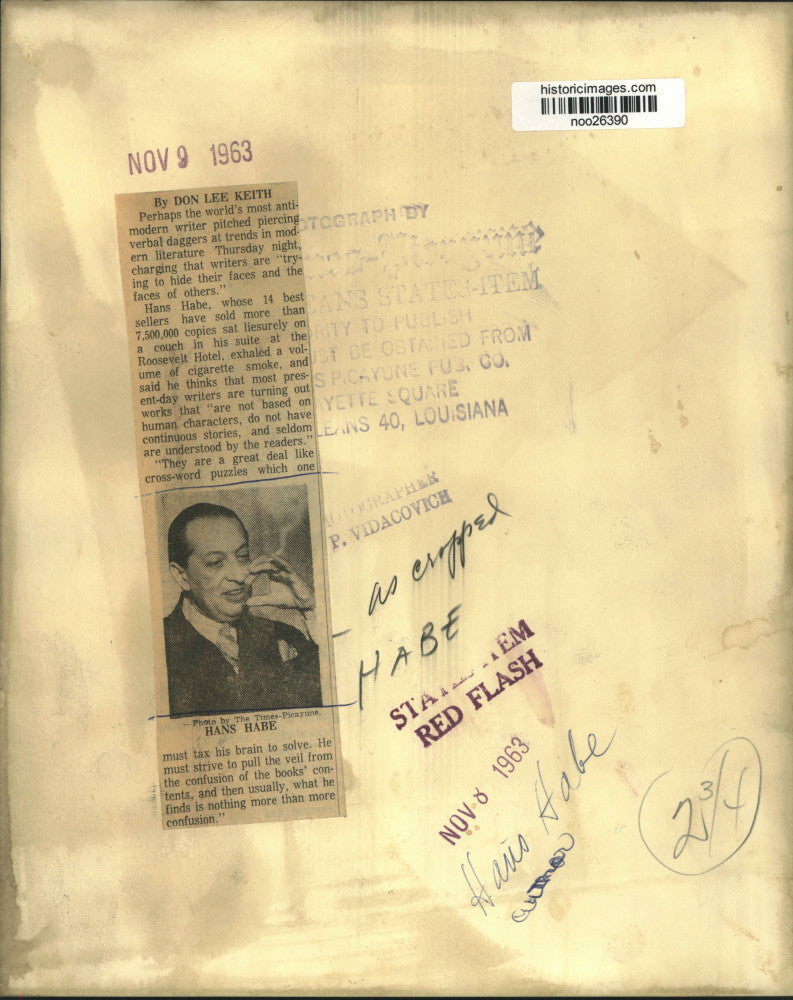 historicimages.com
noo26390
NOV 9 1963
By DON LEE KEITH
Perhaps the world's most anti-
modern writer pitched piercing
verbal daggers at trends in mod-
ern literature Thursday night,
charging that writers are "try-
ing to hide their faces and the
faces of others."
Hans Habe, whose 14 best
sellers have sold more than
7,500,000 copies sat liesurely on
a couch in his suite at the
Roosevelt Hotel, exhaled a vol-
ume of cigarette smoke, and
said he thinks that most pres-
ent-day writers are turning out
works that "are not based on
human characters, do not have
continuous stories, and seldom
are understood by the readers."
"They are a great deal like
cross-word puzzles which one
—Photo by The Times-Picayune.
HANS HABE
must tax his brain to solve. He
must strive to pull the veil from
the confusion of the books' con-
tents, and then usually, what he
finds is nothing more than more
confusion."
OTOGRAPH BY
-Picayune
EANS STATES-ITEM
RITY TO PUBLISH
UST BE OBTAINED FROM
S PICAYUNE PUB. CO.
AYETTE SQUARE
LEANS 40, LOUISIANA
OTOGRAPHER
P. VIDACOVICH
as cropped
HABE
STATES ITEM
RED FLASH
NOV 8 1963
Hans Habe
author
2 3/4